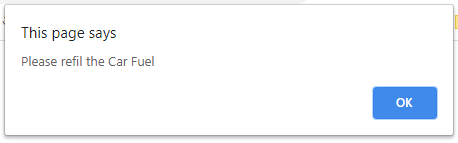 This page says
Please refil the Car Fuel
OK